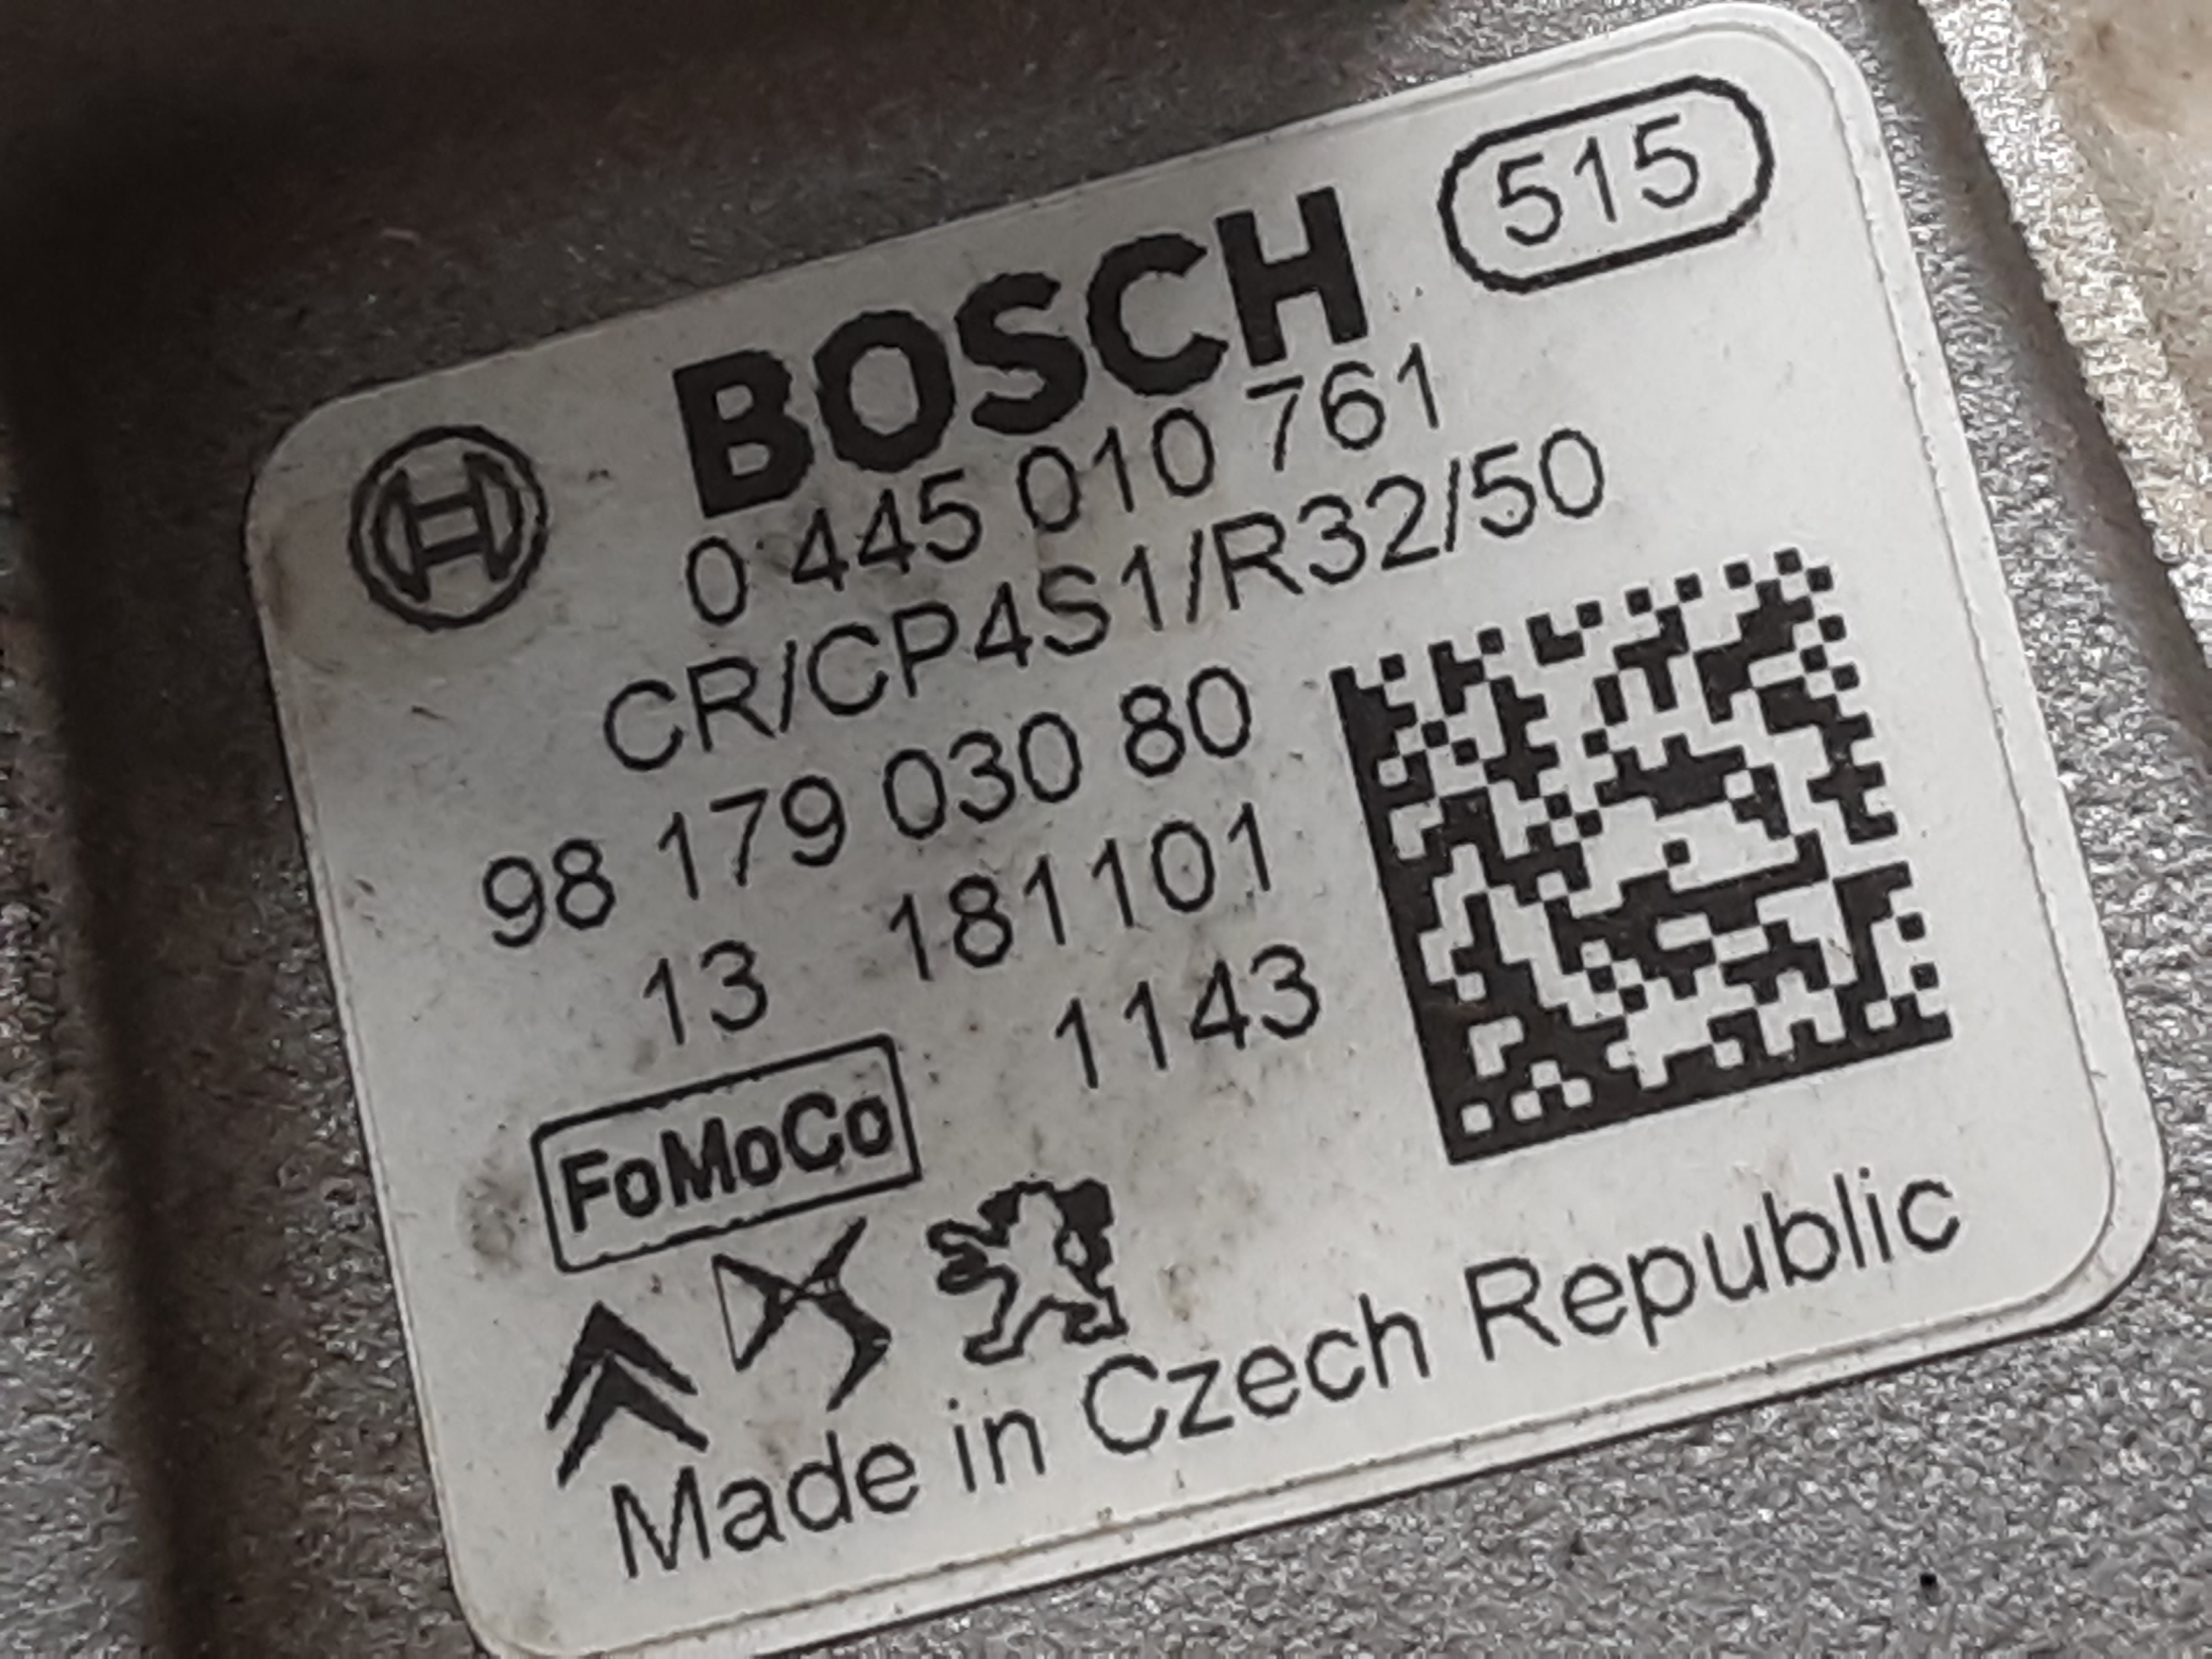 515
BOSCH
0 445 010 761
CR/CP4S1/R32/50
98 179 030 80
13 181101
1143
FoMoCo
Made in Czech Republic